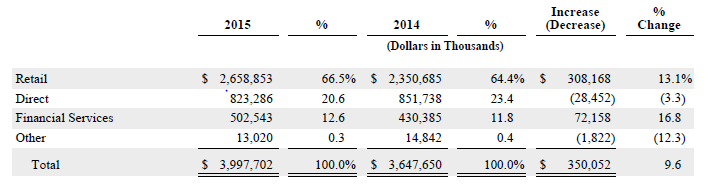 Increase %
2015 % 2014 % (Decrease) Change
(Dollars in Thousands)
Retail $ 2,658,853 66.5% $ 2,350,685 64.4% $ 308,168 13.1%
Direct 823,286 20.6 851,738 23.4 (28,452) (3.3)
Financial Services 502,543 12.6 430,385 11.8 72,158 16.8
Other 13,020 0.3 14,842 0.4 (1,822) (12.3)
Total $ 3,997,702 100.0% $ 3,647,650 100.0% $ 350,052 9.6